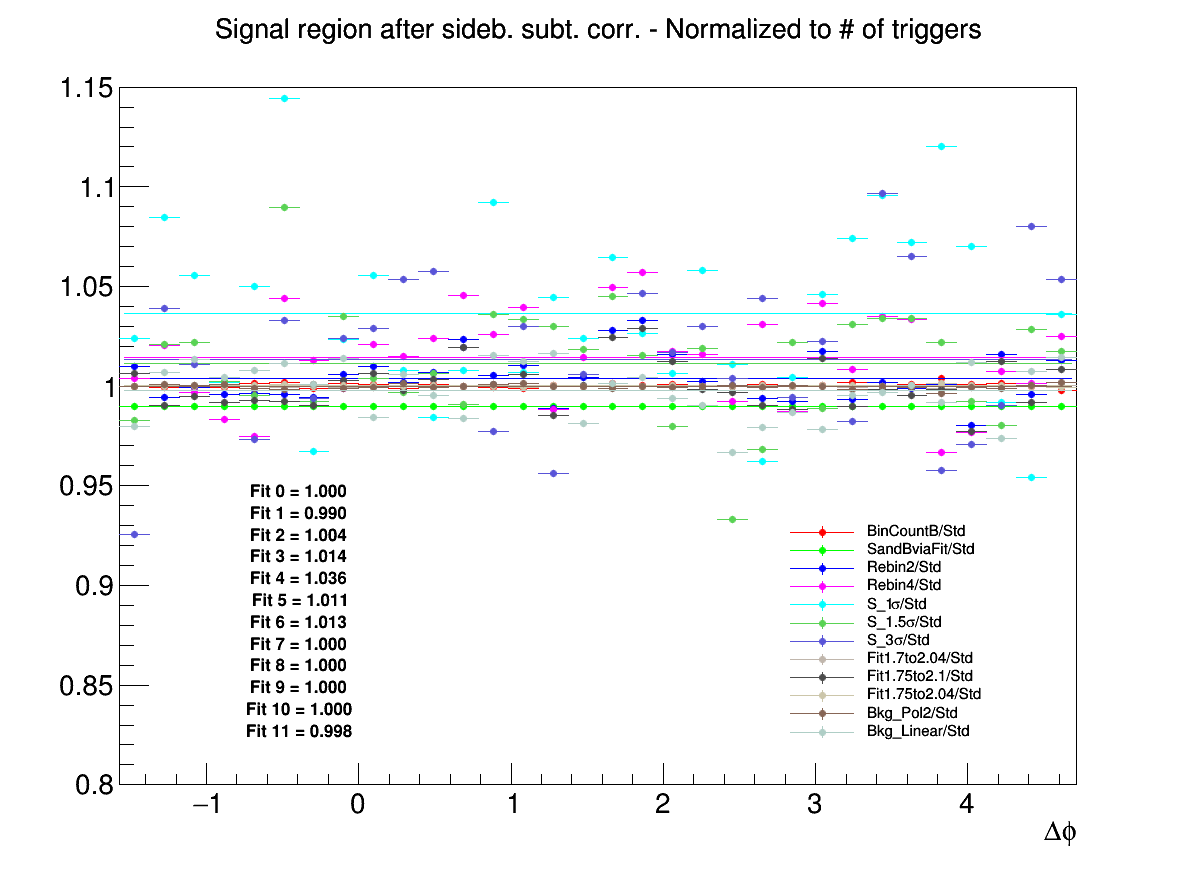 Signal region after sideb. subt. corr. - Normalized to # of triggers
1.15
1.1
1.05
1
0.95
0.9
0.85
0.8
Fit 0 = 1.000
Fit 1 = 0.990
Fit 2 = 1.004
Fit 3 = 1.014
Fit 4 = 1.036
Fit 5 = 1.011
Fit 6 = 1.013
Fit 7 = 1.000
Fit 8 = 1.000
Fit 9 = 1.000
Fit 10 = 1.000
Fit 11 = 0.998
BinCountB/Std
SandBviaFit/Std
Rebin2/Std
Rebin4/Std
S_1σ/Std
S_1.5σ/Std
S_3σ/Std
Fit1.7to2.04/Std
Fit1.75to2.1/Std
Fit1.75to2.04/Std
Bkg_Pol2/Std
Bkg_Linear/Std
−1 0 1 2 3 4
Δϕ